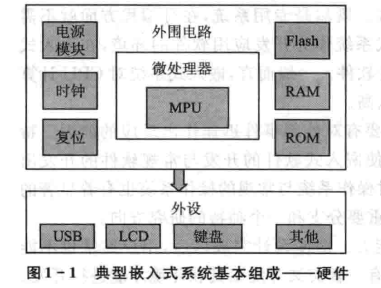 电源
模块
外围电路
Flash
微处理器
时钟
MPU
RAM
复位
ROM
外设
USB
LCD
键盘
其他
图1-1 典型嵌入式系统基本组成——硬件